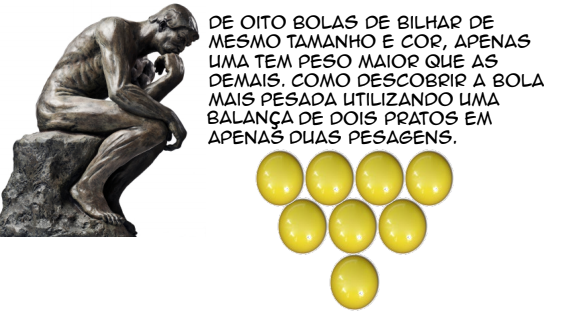 DE OITO BOLAS DE BILHAR DE
MESMO TAMANHO E COR, APENAS
UMA TEM PESO MAIOR QUE AS
DEMAIS. COMO DESCOBRIR A BOLA
MAIS PESADA UTILIZANDO UMA
BALANÇA DE DOIS PRATOS EM
APENAS DUAS PESAGENS.